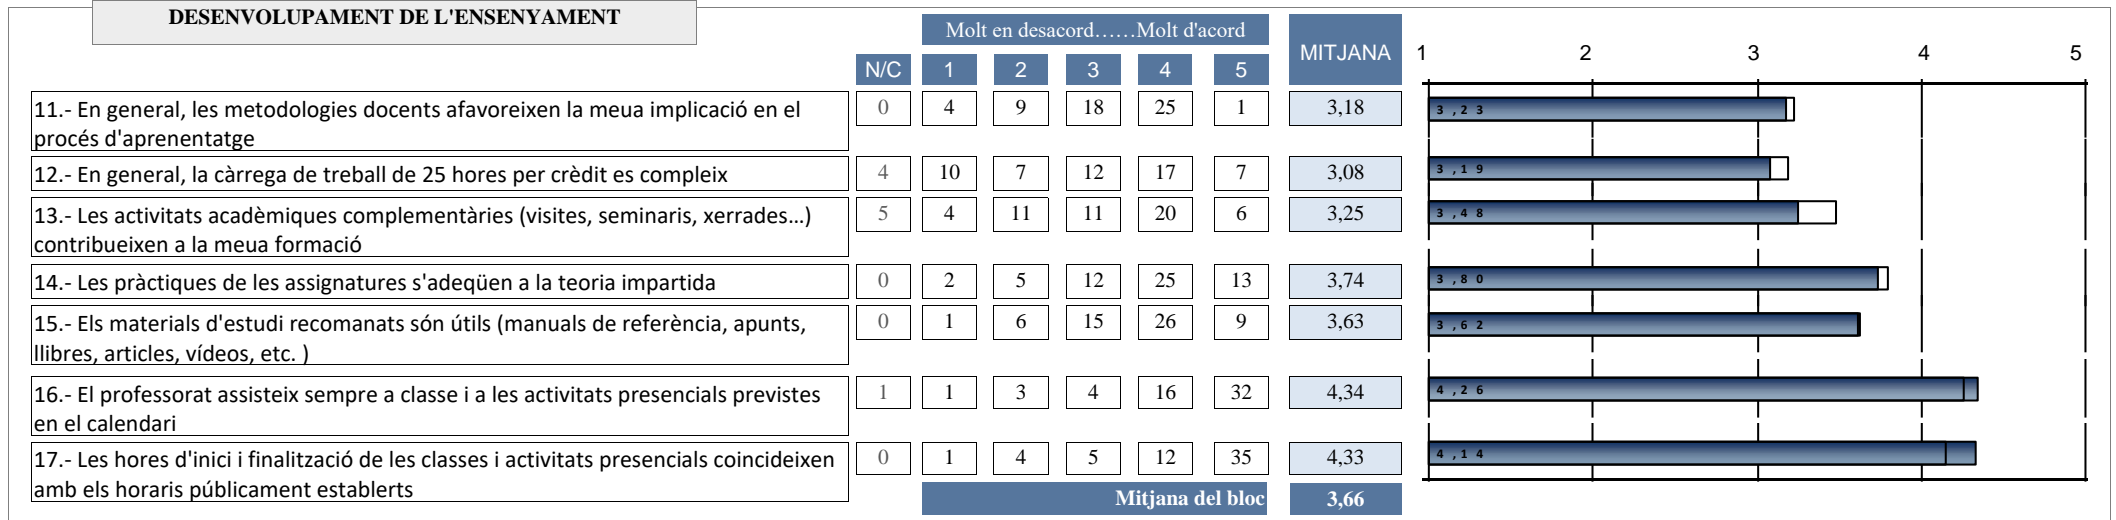 DESENVOLUPAMENT DE L'ENSENYAMENT
Molt en desacord……Molt d'acord
MITJANA
1 2 3 4 5
N/C 1 2 3 4 5
11.- En general, les metodologies docents afavoreixen la meua implicació en el
procés d'aprenentatge
0 4 9 18 25 1 3,18 3,23
12.- En general, la càrrega de treball de 25 hores per crèdit es compleix
4 10 7 12 17 7 3,08 3,19
13.- Les activitats acadèmiques complementàries (visites, seminaris, xerrades…)
contribueixen a la meua formació
5 4 11 11 20 6 3,25 3,48
14.- Les pràctiques de les assignatures s'adeqüen a la teoria impartida
0 2 5 12 25 13 3,74 3,80
15.- Els materials d'estudi recomanats són útils (manuals de referència, apunts,
llibres, articles, vídeos, etc. )
0 1 6 15 26 9 3,63 3,62
16.- El professorat assisteix sempre a classe i a les activitats presencials previstes
en el calendari
1 1 3 4 16 32 4,34 4,26
17.- Les hores d'inici i finalització de les classes i activitats presencials coincideixen
amb els horaris públicament establerts
0 1 4 5 12 35 4,33 4,14
Mitjana del bloc 3,66